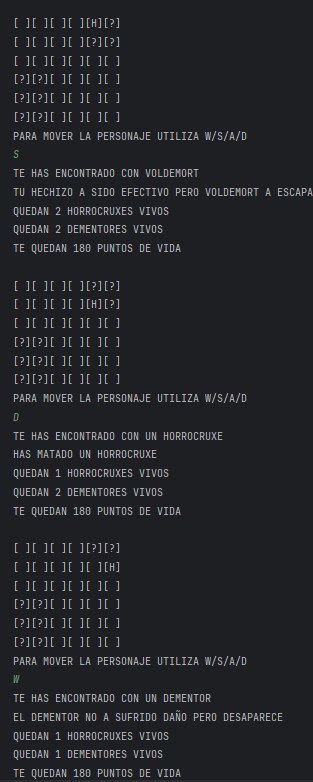 [ ][ ][ ][ ][H][?]
[ ][ ][ ][ ][?][?]
[ ][ ][ ][ ][ ][ ]
[?][?][ ][ ][ ][ ]
[?][?][ ][ ][ ][ ]
[?][?][ ][ ][ ][ ]
PARA MOVER LA PERSONAJE UTILIZA W/S/A/D
S
TE HAS ENCONTRADO CON VOLDEMORT
TU HECHIZO A SIDO EFECTIVO PERO VOLDEMORT A ESCAPA
QUEDAN 2 HORROCRUXES VIVOS
QUEDAN 2 DEMENTORES VIVOS
TE QUEDAN 180 PUNTOS DE VIDA
[ ][ ][ ][ ][?][?]
[ ][ ][ ][ ][H][?]
[ ][ ][ ][ ][ ][ ]
[?][?][ ][ ][ ][ ]
[?][?][ ][ ][ ][ ]
[?][?][ ][ ][ ][ ]
PARA MOVER LA PERSONAJE UTILIZA W/S/A/D
D
TE HAS ENCONTRADO CON UN HORROCRUXE
HAS MATADO UN HORROCRUXE
QUEDAN 1 HORROCRUXES VIVOS
QUEDAN 2 DEMENTORES VIVOS
TE QUEDAN 180 PUNTOS DE VIDA
[ ][ ][ ][ ][?][?]
[ ][ ][ ][ ][ ][H]
[ ][ ][ ][ ][ ][ ]
[?][?][ ][ ][ ][ ]
[?][?][ ][ ][ ][ ]
[?][?][ ][ ][ ][ ]
PARA MOVER LA PERSONAJE UTILIZA W/S/A/D
W
TE HAS ENCONTRADO CON UN DEMENTOR
EL DEMENTOR NO A SUFRIDO DAÑO PERO DESAPARECE
QUEDAN 1 HORROCRUXES VIVOS
QUEDAN 1 DEMENTORES VIVOS
TE QUEDAN 180 PUNTOS DE VIDA